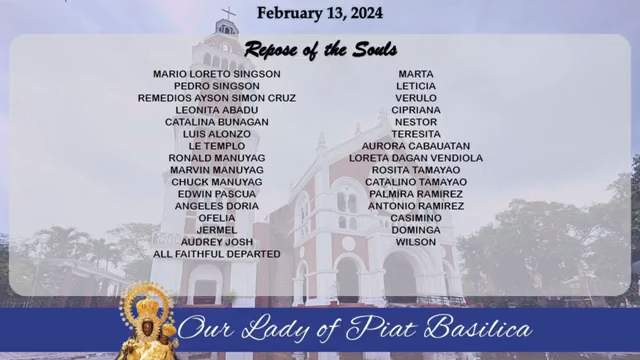 February 13, 2024
Repose of the Souls
MARIO LORETO SINGSON
PEDRO SINGSON
REMEDIOS AYSON SIMON CRUZ
LEONITA ABADU
CATALINA BUNAGAN
LUIS ALONZO
LE TEMPLO
RONALD MANUYAG
MARVIN MANUYAG
CHUCK MANUYAG
EDWIN PASCUA
ANGELES DORIA
OFELIA
JERMEL
AUDREY JOSH
ALL FAITHFUL DEPARTED
MARTA
LETICIA
VERULO
CIPRIANA
NESTOR
TERESITA
AURORA CABAUATAN
LORETA DAGAN VENDIOLA
ROSITA TAMAYAO
CATALINO TAMAYAO
PALMIRA RAMIREZ
ANTONIO RAMIREZ
CASIMINO
DOMINGA
WILSON
Our Lady of Piat Basilica